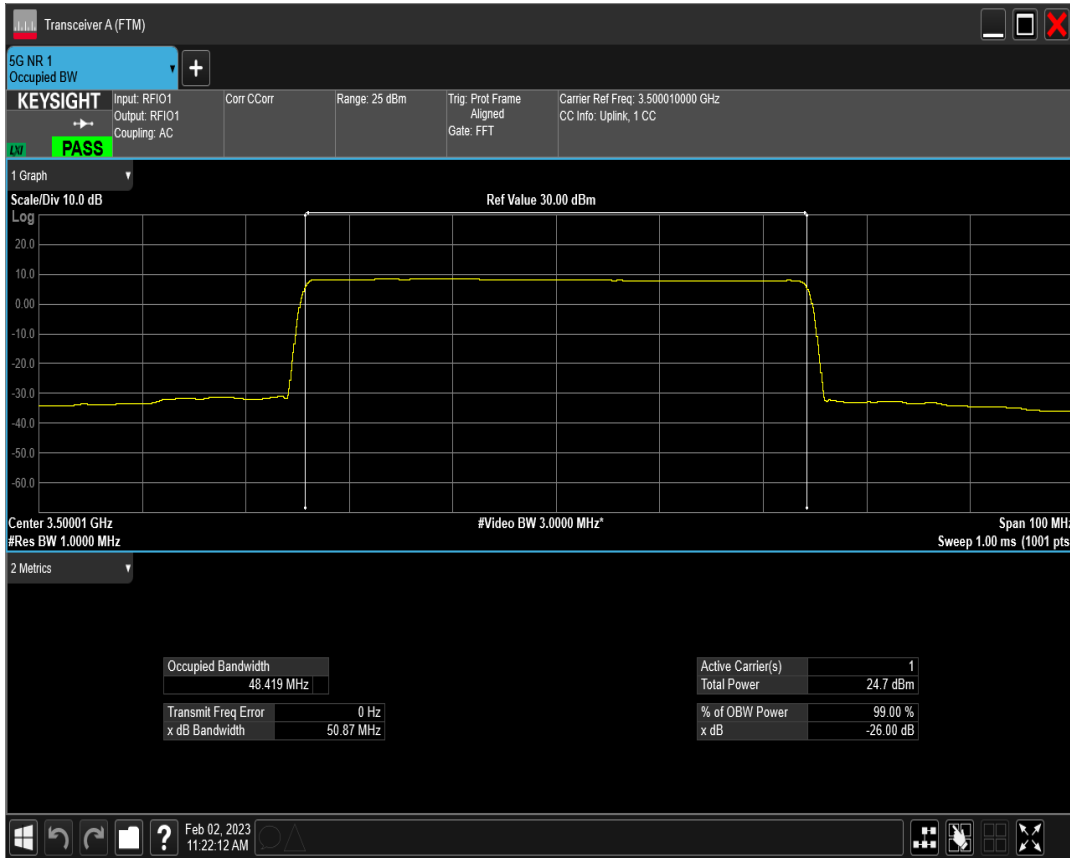 Transceiver A (FTM)
5G NR 1
Occupied BW
+
KEYSIGHT
LXI
PASS
Input: RFIO1
Output: RFIO1
Coupling: AC
Corr CCorr
Range: 25 dBm
Trig: Prot Frame
Aligned
Gate: FFT
Carrier Ref Freq: 3.500010000 GHz
CC Info: Uplink, 1 CC
1 Graph
Scale/Div 10.0 dB
Ref Value 30.00 dBm
Log
20.0
10.0
0.00
-10.0
-20.0
-30.0
-40.0
-50.0
-60.0
Center 3.50001 GHz
#Video BW 3.0000 MHz*
Span 100 MHz
#Res BW 1.0000 MHz
Sweep 1.00 ms (1001 pts
2 Metrics
Occupied Bandwidth
48.419 MHz
Transmit Freq Error 0 Hz
x dB Bandwidth 50.87 MHz
Active Carrier(s) 1
Total Power 24.7 dBm
% of OBW Power 99.00 %
x dB -26.00 dB
?
Feb 02, 2023
11:22:12 AM